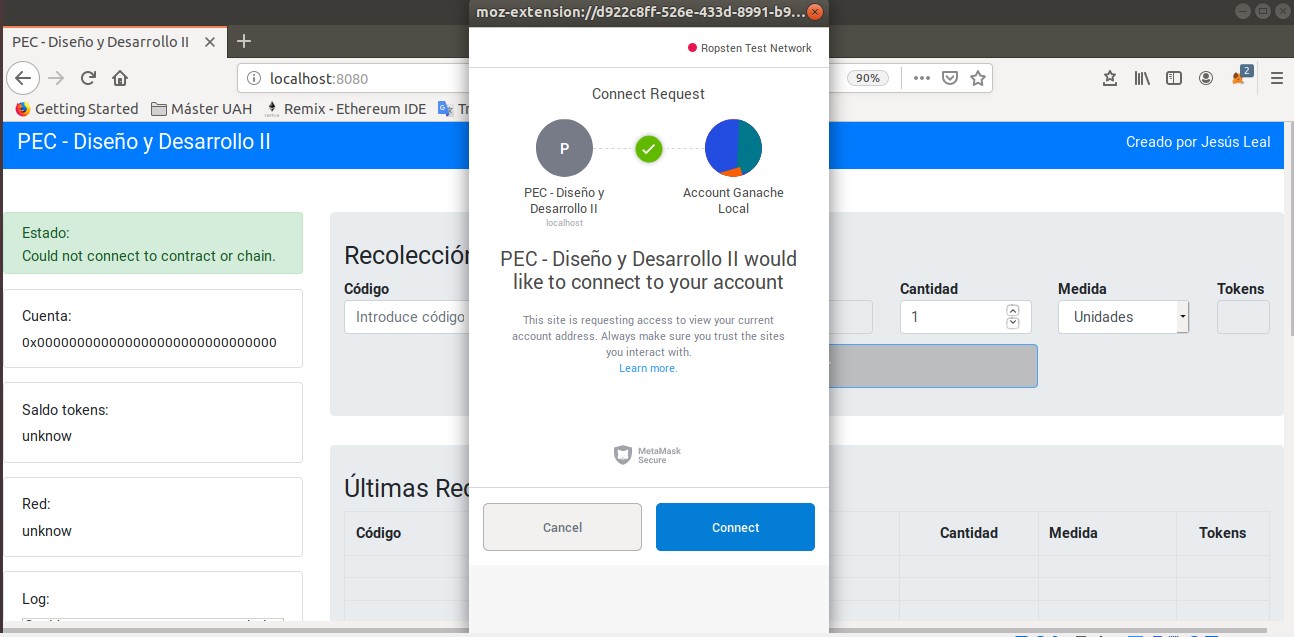 moz-extension://d922c8ff-526e-433d-8991-b9...
PEC - Diseño y Desarrollo II
localhost:8080
90%
2
Getting Started
Máster UAH
Remix - Ethereum IDE
PEC - Diseño y Desarrollo II
Creado por Jesús Leal
Estado:
Could not connect to contract or chain.
Cuenta:
0x0000000000000000000000000000
Saldo tokens:
unknow
Red:
unknow
Log:
Recolección
Código
Introduce código
Cantidad
1
Medida
Unidades
Tokens
Últimas Rec
Código
Cantidad
Medida
Tokens
Ropsten Test Network
Connect Request
P
PEC - Diseño y
Desarrollo II
localhost
Account Ganache
Local
PEC - Diseño y Desarrollo II would
like to connect to your account
This site is requesting access to view your current
account address. Always make sure you trust the sites
you interact with.
Learn more.
MetaMask
Secure
Cancel
Connect